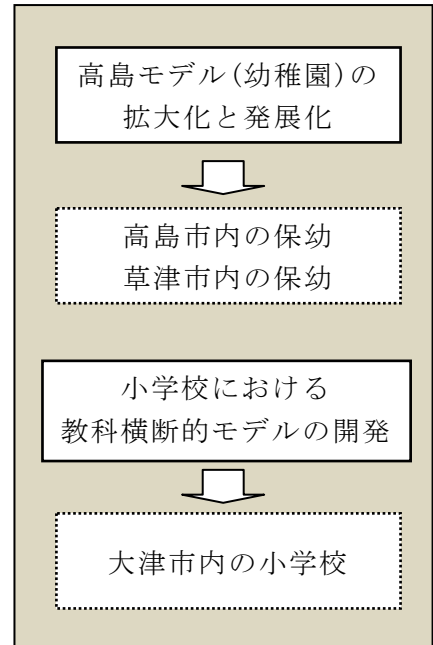 高島モデル(幼稚園)の
拡大化と発展化
高島市内の保幼
草津市内の保幼
小学校における
教科横断的モデルの開発
大津市内の小学校